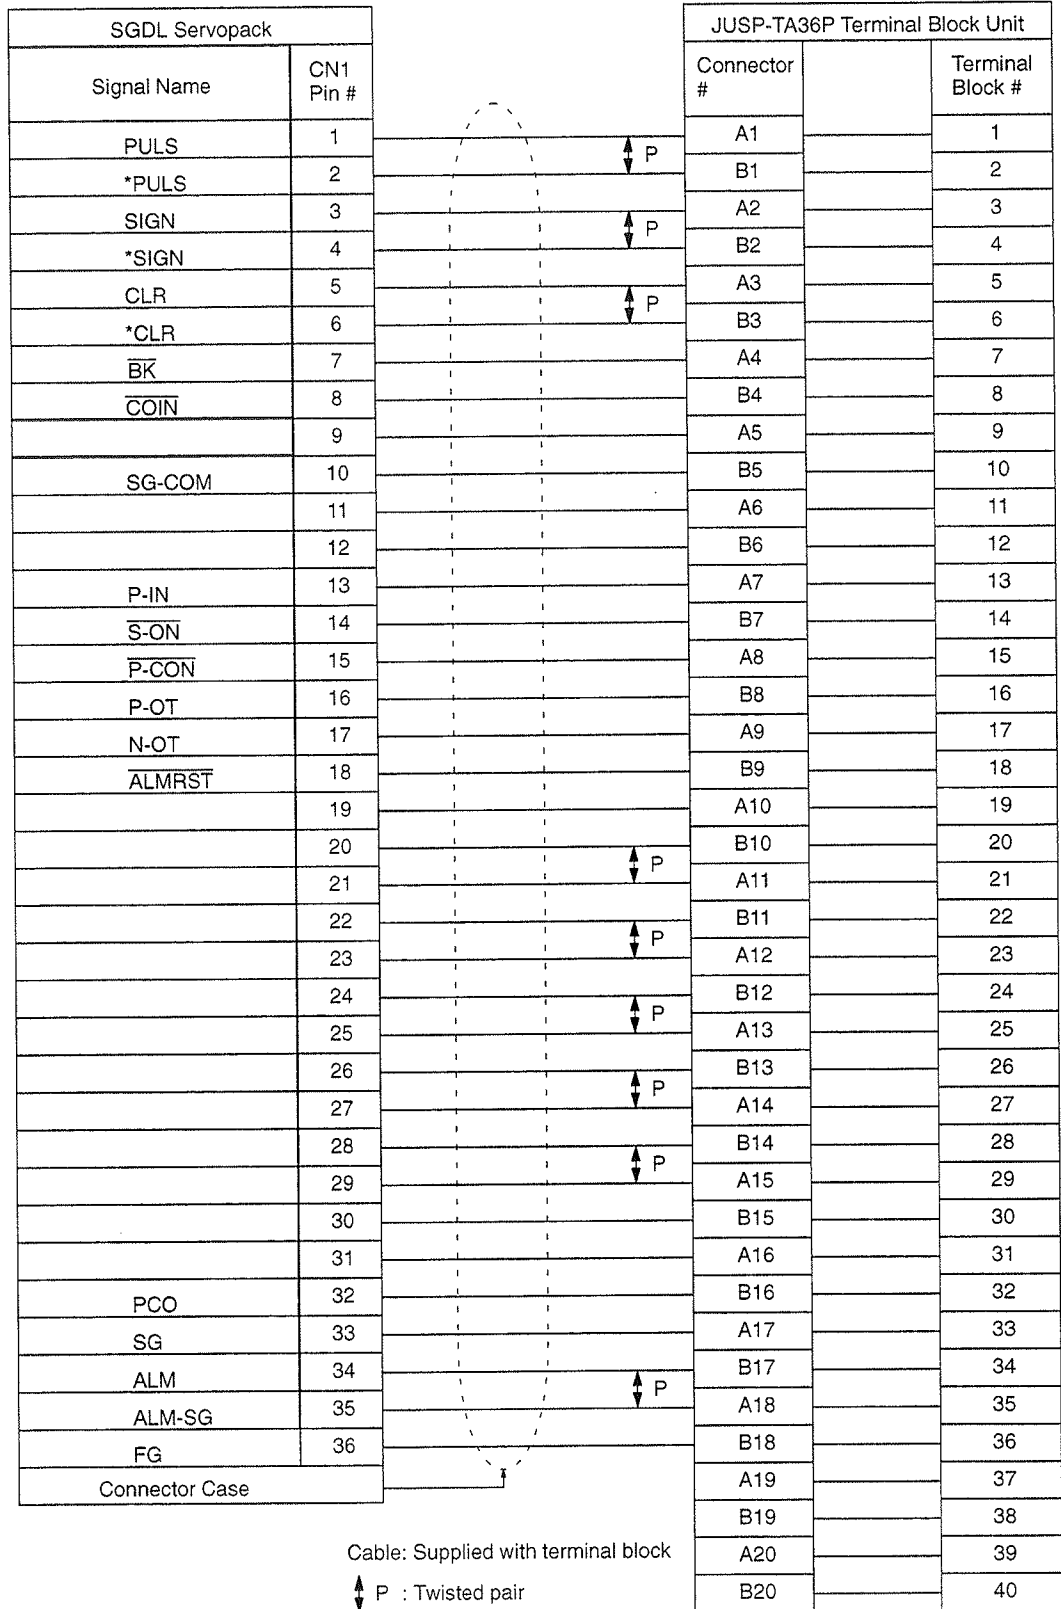 SGDL Servopack JUSP-TA36P Terminal Block Unit
Signal Name CN1 Pin # Connector # Terminal Block #
PULS 1 P A1 1
*PULS 2 B1 2
SIGN 3 P A2 3
*SIGN 4 B2 4
CLR 5 P A3 5
*CLR 6 B3 6
BK 7 A4 7
COIN 8 B4 8
9 A5 9
SG-COM 10 B5 10
11 A6 11
12 B6 12
P-IN 13 A7 13
S-ON 14 B7 14
P-CON 15 A8 15
P-OT 16 B8 16
N-OT 17 A9 17
ALMRST 18 B9 18
19 A10 19
20 P B10 20
21 A11 21
22 P B11 22
23 A12 23
24 P B12 24
25 A13 25
26 P B13 26
27 A14 27
28 P B14 28
29 A15 29
30 B15 30
31 A16 31
PCO 32 B16 32
SG 33 A17 33
ALM 34 P B17 34
ALM-SG 35 A18 35
FG 36 B18 36
Connector Case A19 37
B19 38
Cable: Supplied with terminal block A20 39
P : Twisted pair B20 40